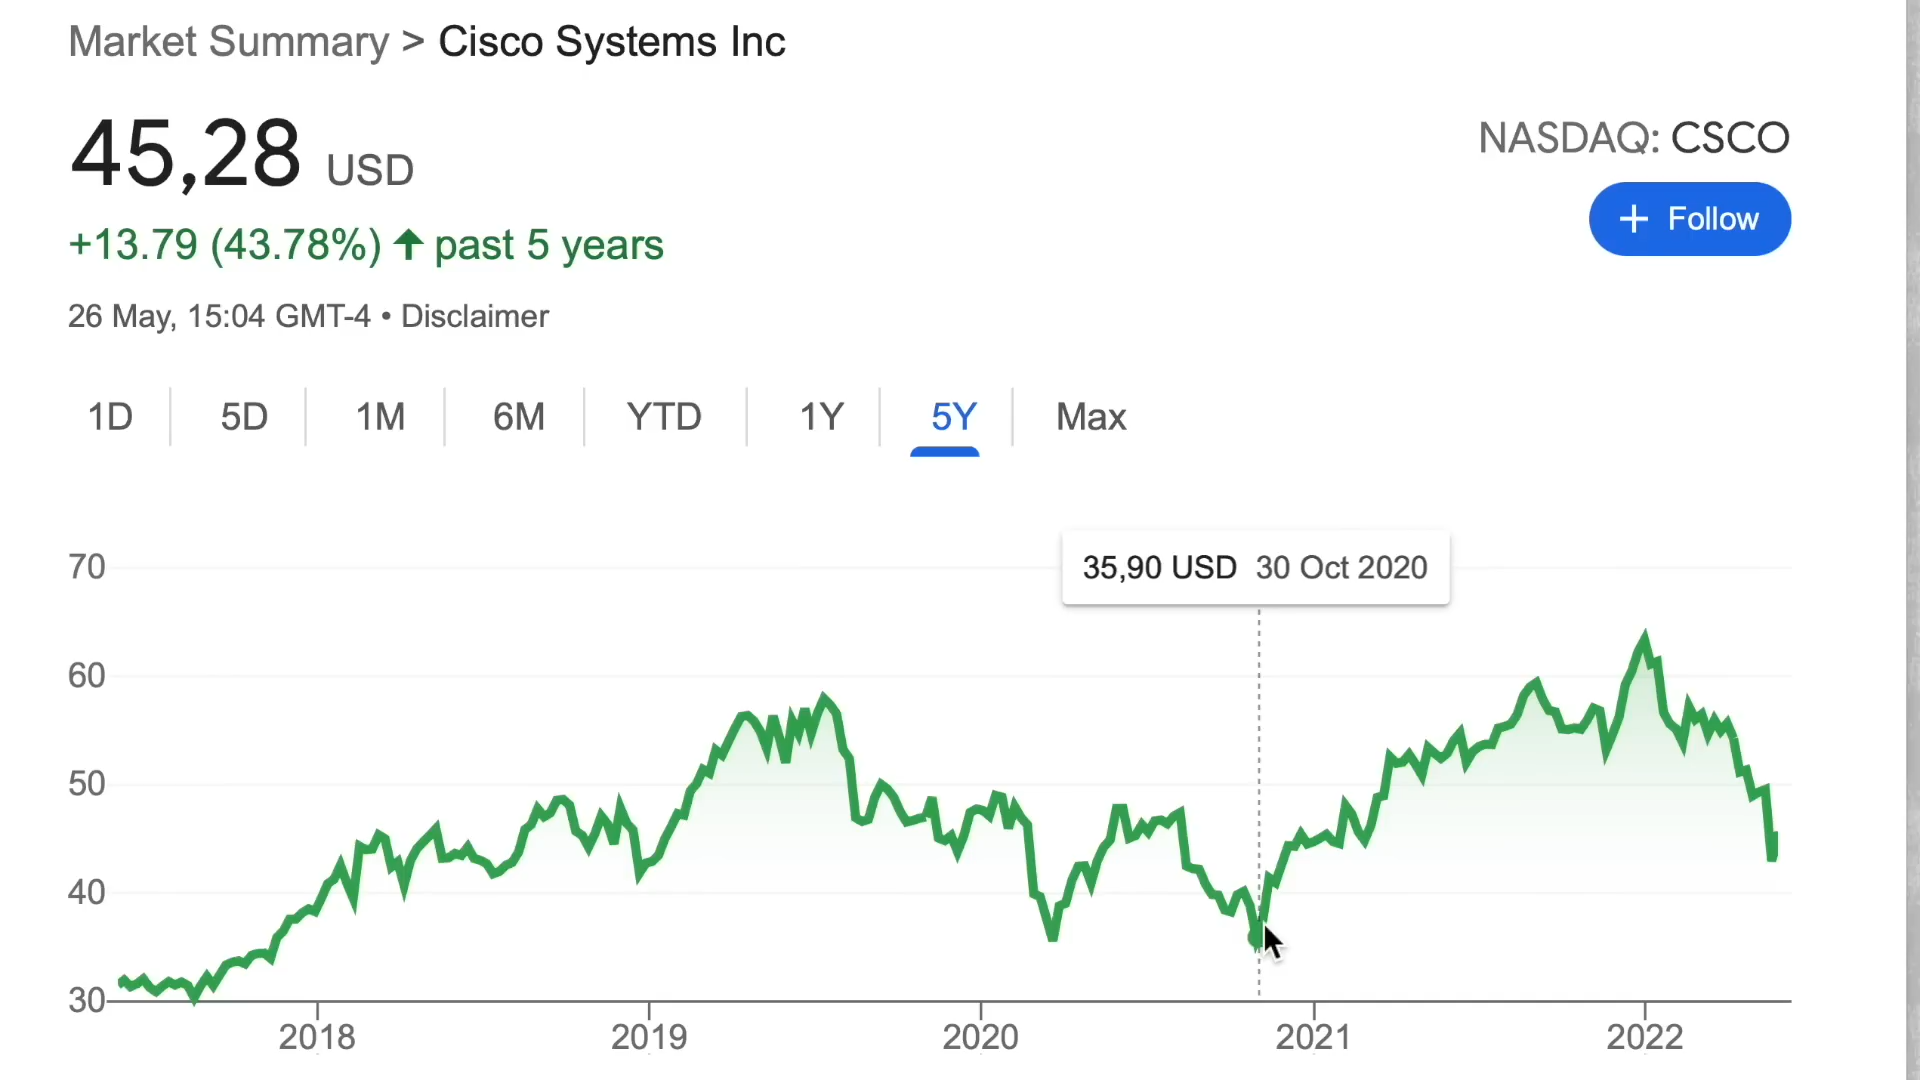 Market Summary > Cisco Systems Inc
45,28 USD
NASDAQ: CSCO
+ Follow
+13.79 (43.78%) ↑ past 5 years
26 May, 15:04 GMT-4 • Disclaimer
1D 5D 1M 6M YTD 1Y 5Y Max
35,90 USD 30 Oct 2020
70
60
50
40
30
2018 2019 2020 2021 2022